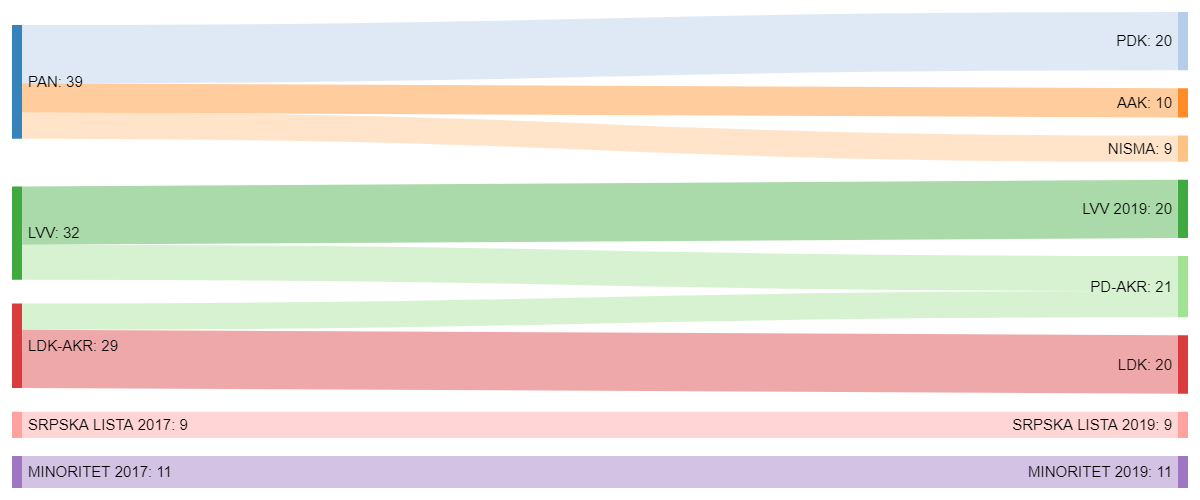 PDK: 20
PAN: 39
AAK: 10
NISMA: 9
LVV 2019: 20
LVV: 32
PD-AKR: 21
LDK-AKR: 29
LDK: 20
SRPSKA LISTA 2017: 9
SRPSKA LISTA 2019: 9
MINORITET 2017: 11
MINORITET 2019: 11